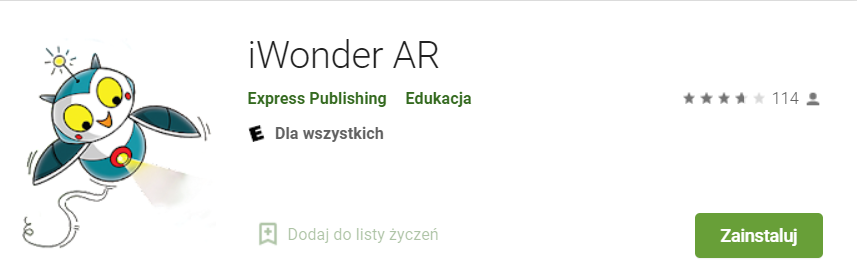 iWonder AR
Express Publishing Edukacja
114
E Dla wszystkich
Dodaj do listy życzeń
Zainstaluj